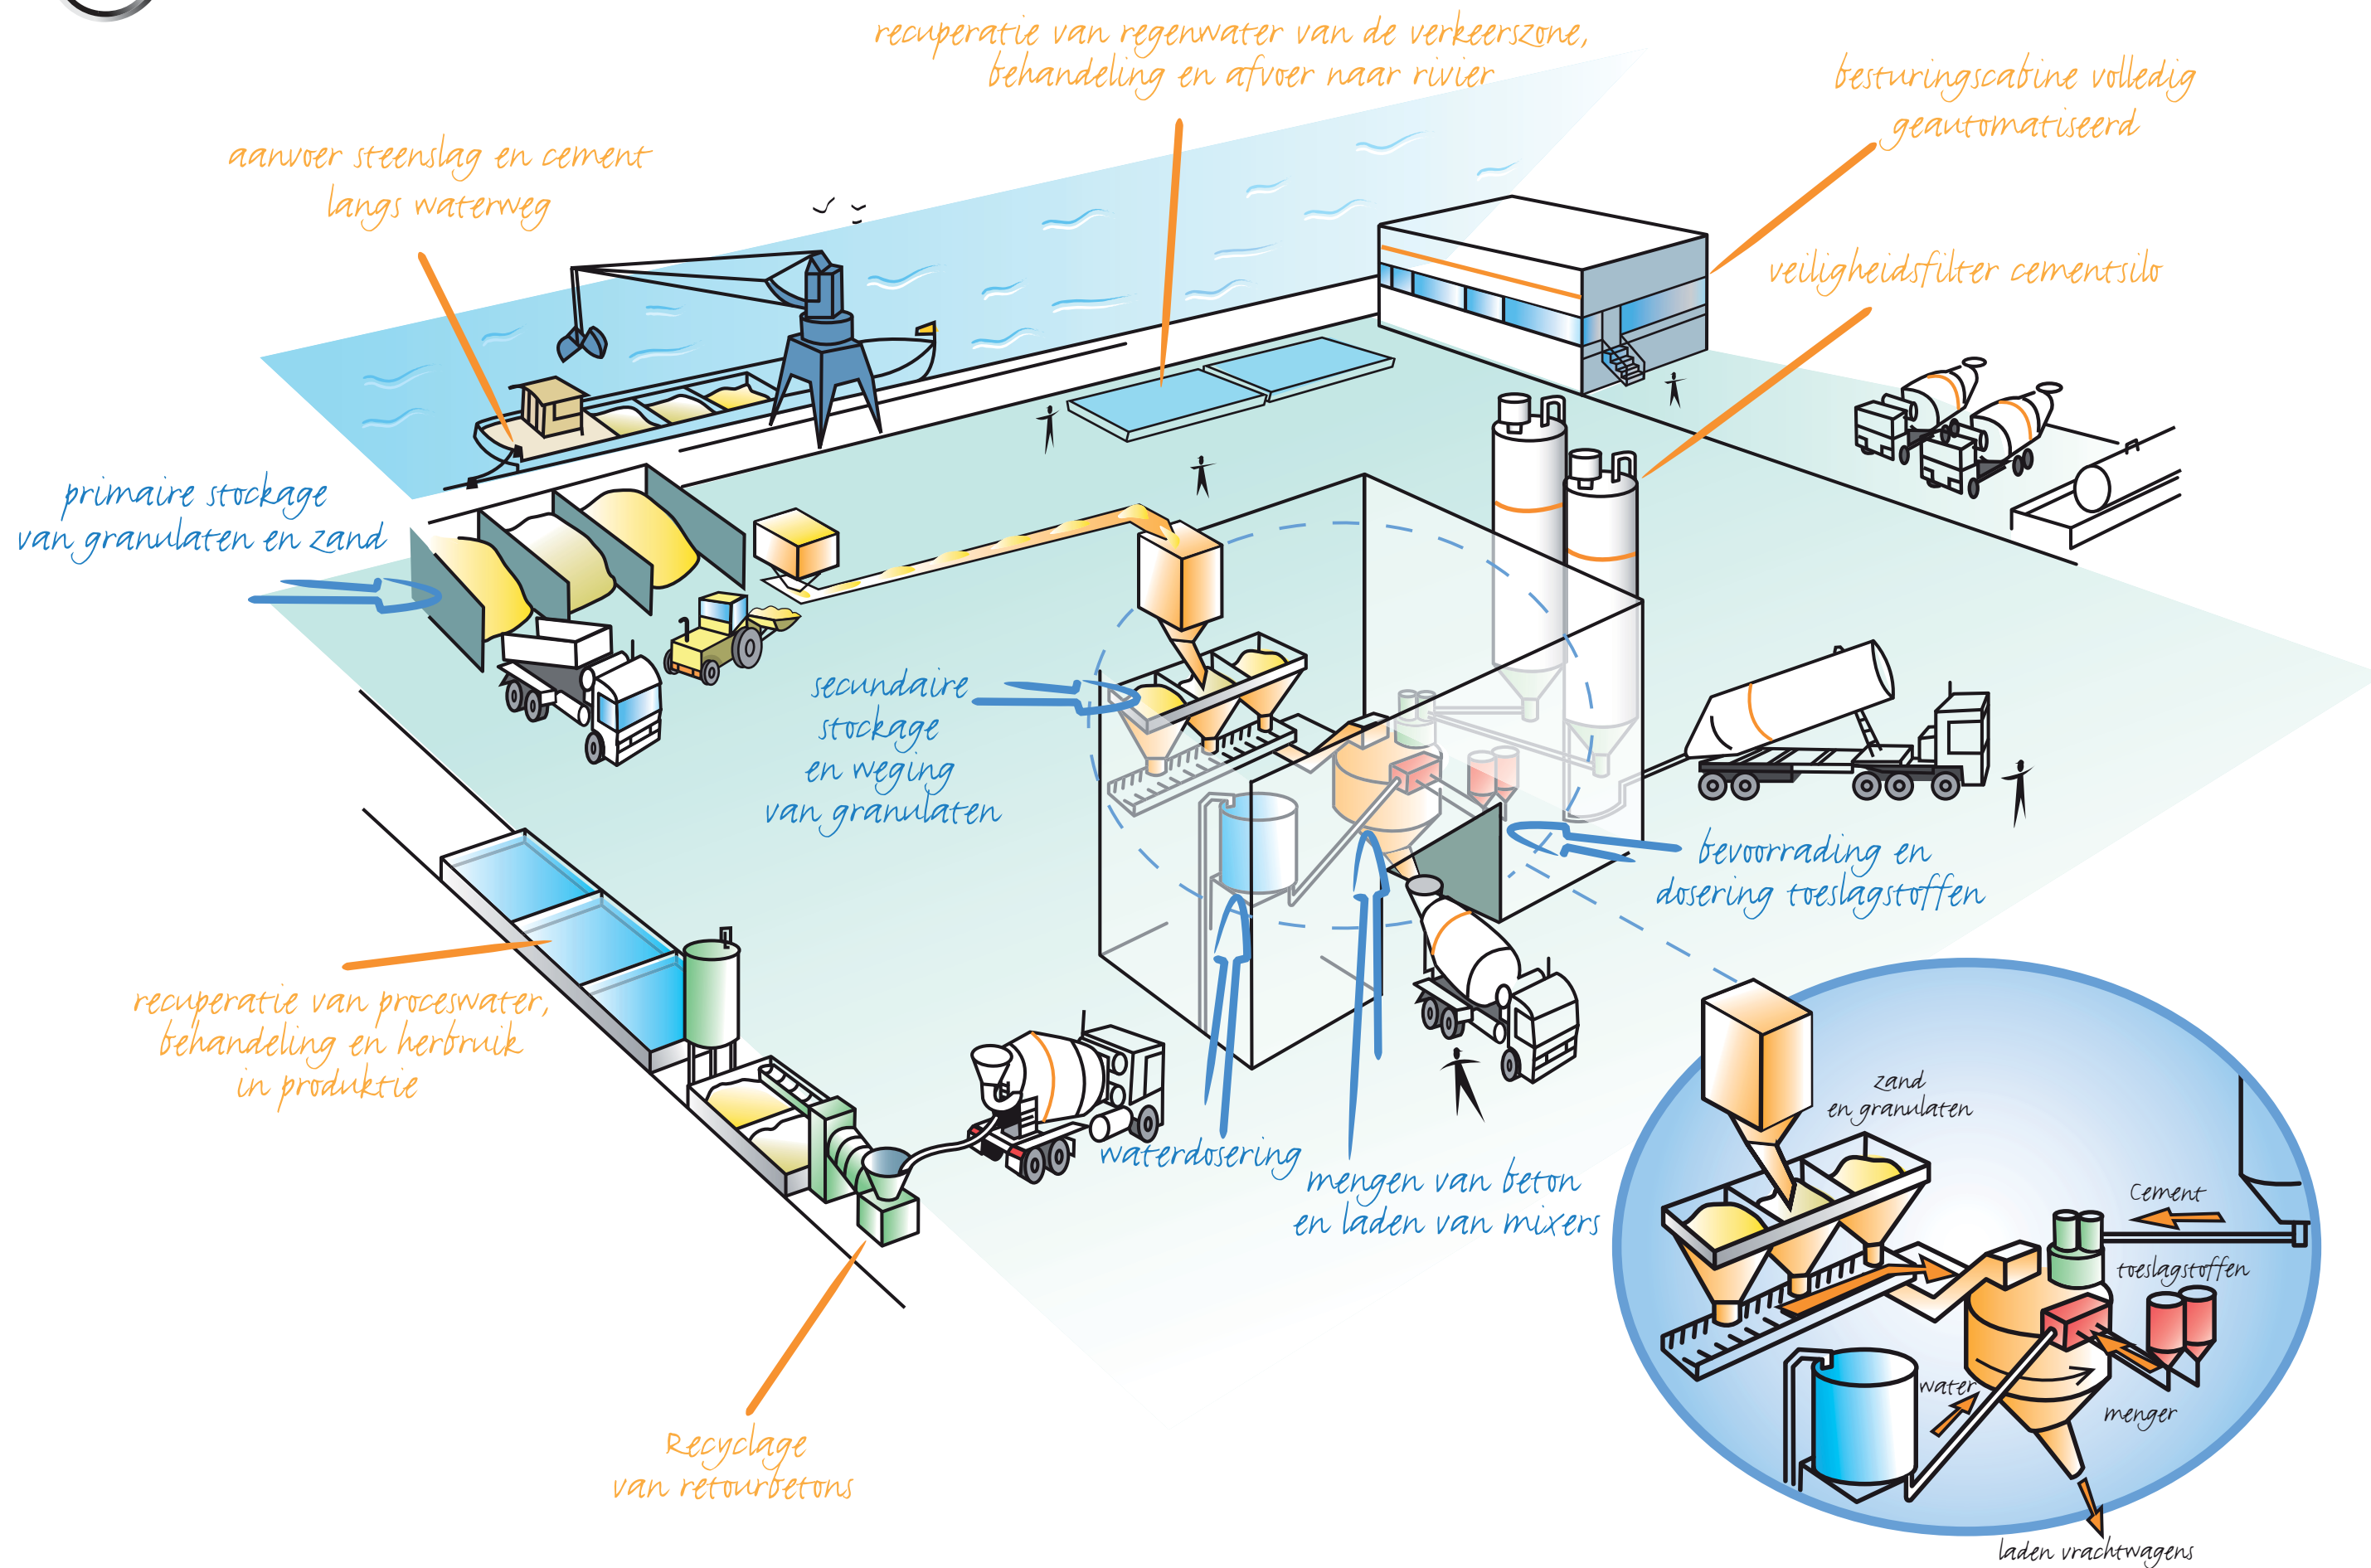 recuperatie van regenwater van de verkeerszone,
behandeling en afvoer naar rivier
besturingscabine volledig
geautomatiseerd
aanvoer steenslag en cement
langs waterweg
veiligheidsfilter cementsilo
primaire stockage
van granulaten en zand
secundaire
stockage
en weging
van granulaten
bevoorrading en
dosering toeslagstoffen
recuperatie van proceswater,
behandeling en herbruik
in produktie
waterdosering
mengen van beton
en laden van mixers
Recyclage
van retourbetons
zand
en granulaten
Cement
toeslagstoffen
water
menger
laden vrachtwagens